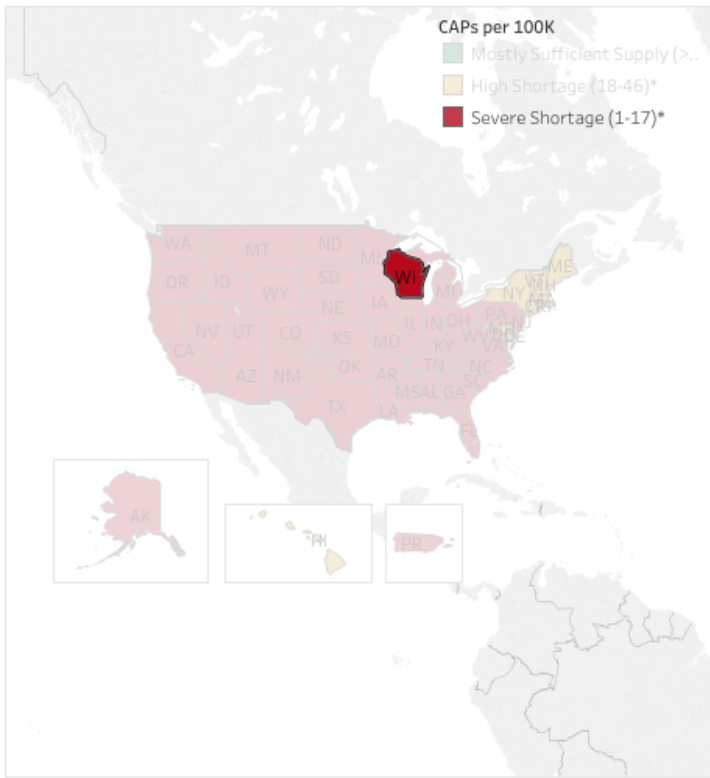 CAPs per 100K
Mostly Sufficient Supply (>..
High Shortage (18-46)*
Severe Shortage (1-17)*
WA MT ND
OR ID WY SD WI MI NY ME
NE IA
NV UT CO KS MO IL IN OH PA NJ
CA KY WV VA
AZ NM OK AR TN NC
SC
TX LA MS AL GA
FL
AK
HI
PR